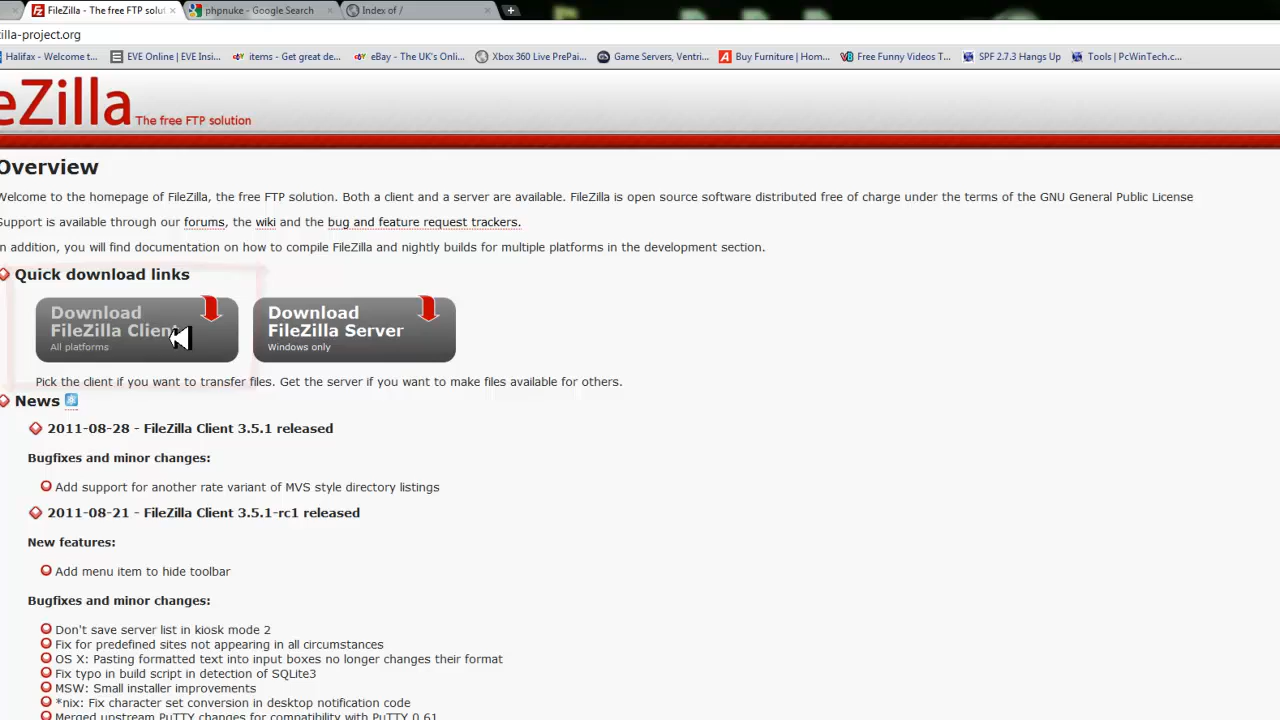 FileZilla - The free FTP solut
phpnuke - Google Search
Index of /
zilla-project.org
Halifax - Welcome t...
EVE Online | EVE Insi...
items - Get great de...
eBay - The UK's Onli...
Xbox 360 Live PrePai...
Game Servers, Ventri...
Buy Furniture | Hom...
Free Funny Videos T...
SPF 2.7.3 Hangs Up
Tools | PcWinTech.c...
eZilla The free FTP solution
Overview
Welcome to the homepage of FileZilla, the free FTP solution. Both a client and a server are available. FileZilla is open source software distributed free of charge under the terms of the GNU General Public License
Support is available through our forums, the wiki and the bug and feature request trackers.
In addition, you will find documentation on how to compile FileZilla and nightly builds for multiple platforms in the development section.
Quick download links
Download
FileZilla Client
All platforms
Download
FileZilla Server
Windows only
Pick the client if you want to transfer files. Get the server if you want to make files available for others.
News
2011-08-28 - FileZilla Client 3.5.1 released
Bugfixes and minor changes:
Add support for another rate variant of MVS style directory listings
2011-08-21 - FileZilla Client 3.5.1-rc1 released
New features:
Add menu item to hide toolbar
Bugfixes and minor changes:
Don't save server list in kiosk mode 2
Fix for predefined sites not appearing in all circumstances
OS X: Pasting formatted text into input boxes no longer changes their format
Fix typo in build script in detection of SQLite3
MSW: Small installer improvements
*nix: Fix character set conversion in desktop notification code
Merged upstream PuTTY changes for compatibility with PuTTY 0.61